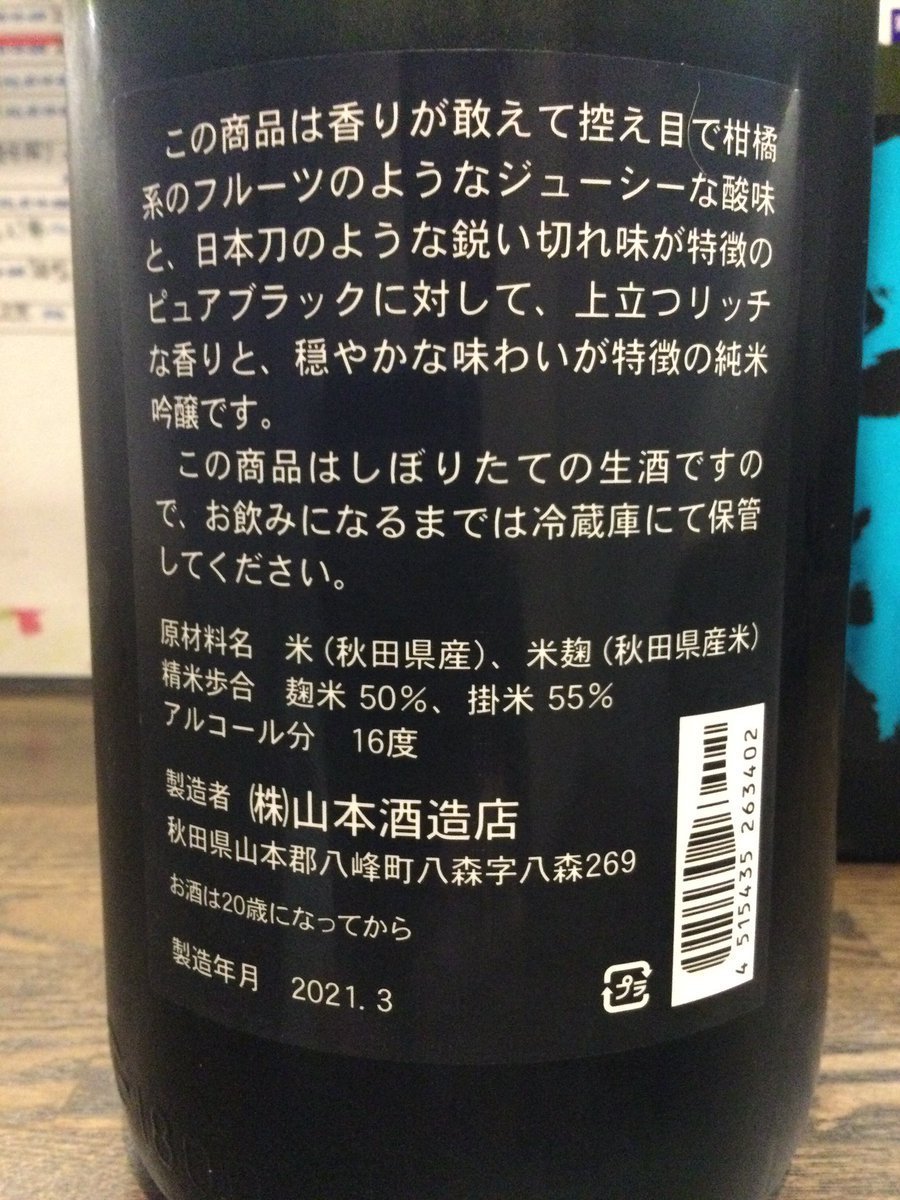 この商品は香りが敢えて控え目で柑橘
系のフルーツのようなジューシーな酸味
と、日本刀のような鋭い切れ味が特徴の
ピュアブラックに対して、上立つリッチ
な香りと、穏やかな味わいが特徴の純米
吟醸です。
この商品はしぼりたての生酒ですの
で、お飲みになるまでは冷蔵庫にて保管
してください。
原材料名 米(秋田県産)、米麹(秋田県産米)
精米歩合 麹米 50%、掛米 55%
アルコール分 16度
製造者 ㈱山本酒造店
秋田県山本郡八峰町八森字八森269
お酒は20歳になってから
製造年月 2021. 3
プラ
4 515435 263402